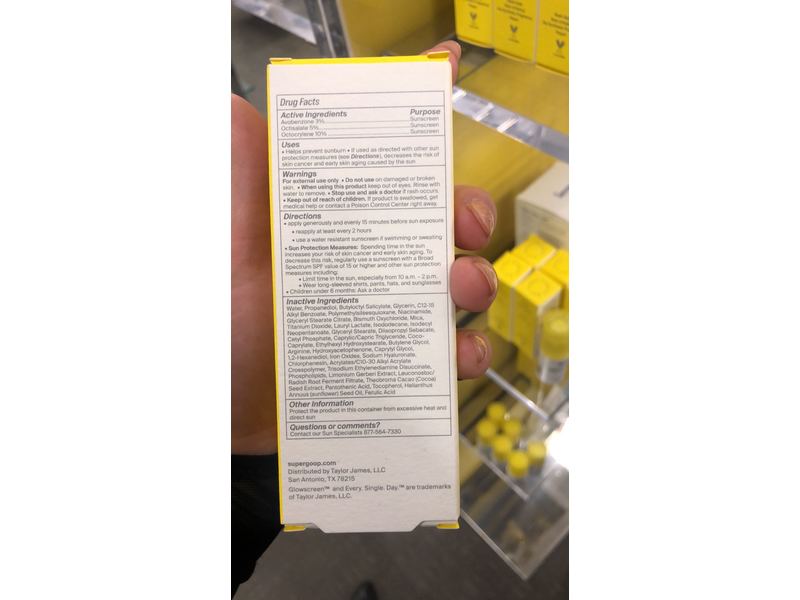 Drug Facts
Active Ingredients Purpose
Avobenzone 3% Sunscreen
Octisalate 5% Sunscreen
Octocrylene 10% Sunscreen
Uses
• Helps prevent sunburn • If used as directed with other sun
protection measures (see Directions), decreases the risk of
skin cancer and early skin aging caused by the sun
Warnings
For external use only. • Do not use on damaged or broken
skin. • When using this product keep out of eyes. Rinse with
water to remove. • Stop use and ask a doctor if rash occurs.
• Keep out of reach of children. If product is swallowed, get
medical help or contact a Poison Control Center right away.
Directions
• apply generously and evenly 15 minutes before sun exposure
• reapply at least every 2 hours
• use a water resistant sunscreen if swimming or sweating
• Sun Protection Measures: Spending time in the sun
increases your risk of skin cancer and early skin aging. To
decrease this risk, regularly use a sunscreen with a Broad
Spectrum SPF value of 15 or higher and other sun protection
measures including:
• Limit time in the sun, especially from 10 a.m. – 2 p.m.
• Wear long-sleeved shirts, pants, hats, and sunglasses
• Children under 6 months: Ask a doctor
Inactive Ingredients
Water, Propanediol, Butyloctyl Salicylate, Glycerin, C12-15
Alkyl Benzoate, Polymethylsilsesquioxane, Niacinamide,
Glyceryl Stearate Citrate, Bismuth Oxychloride, Mica,
Titanium Dioxide, Lauryl Lactate, Isododecane, Isodecyl
Neopentanoate, Glyceryl Stearate, Diisopropyl Sebacate,
Cetyl Phosphate, Caprylic/Capric Triglyceride, Coco-
Caprylate, Ethylhexyl Hydroxystearate, Butylene Glycol,
Arginine, Hydroxyacetophenone, Caprylyl Glycol,
1,2-Hexanediol, Iron Oxides, Sodium Hyaluronate,
Chlorphenesin, Acrylates/C10-30 Alkyl Acrylate
Crosspolymer, Trisodium Ethylenediamine Disuccinate,
Phospholipids, Limonium Gerberi Extract, Leuconostoc/
Radish Root Ferment Filtrate, Theobroma Cacao (Cocoa)
Seed Extract, Pantothenic Acid, Tocopherol, Helianthus
Annuus (sunflower) Seed Oil, Ferulic Acid
Other Information
Protect the product in this container from excessive heat and
direct sun
Questions or comments?
Contact our Sun Specialists 877-564-7330
supergoop.com
Distributed by Taylor James, LLC
San Antonio, TX 78215
Glowscreen™ and Every. Single. Day.™ are trademarks
of Taylor James, LLC.